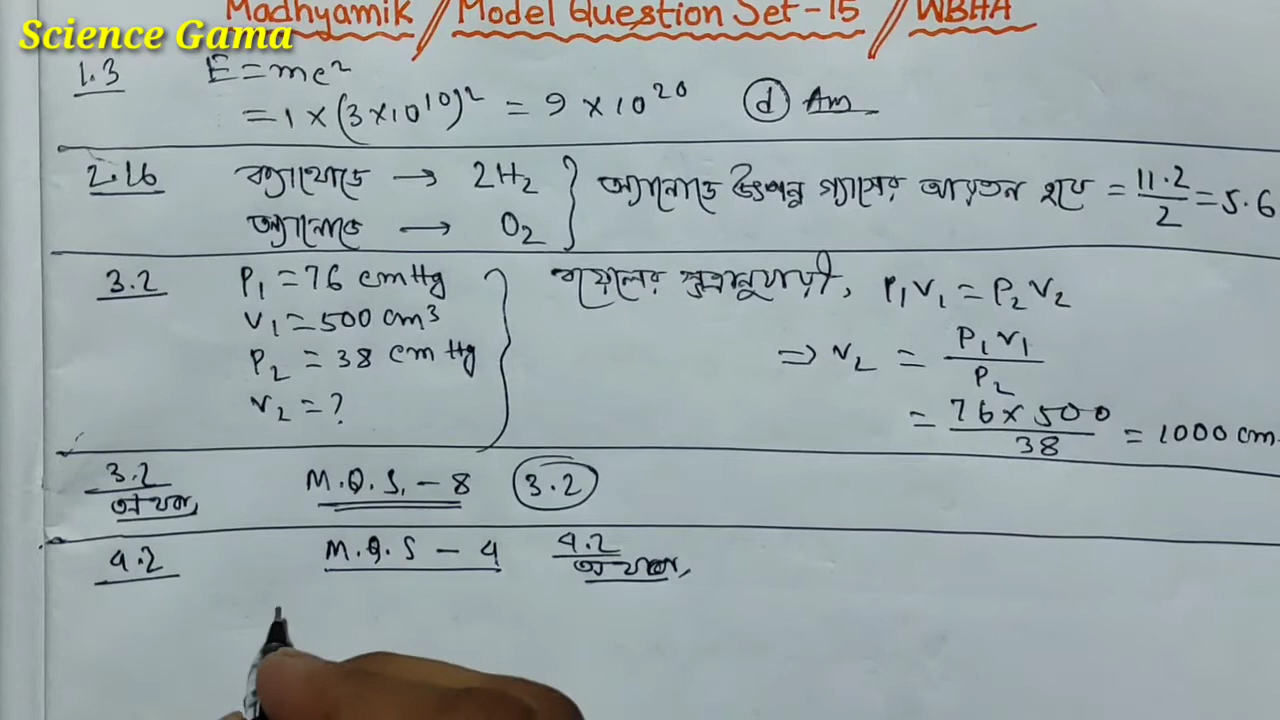 Madhyamik / Model Question Set-15 / WBHA
Science Gama
1.3 E = mc²
= 1 × (3×10¹⁰)² = 9 × 10²⁰ ⓓ Ans
2.16 ক্যাথোডে → 2H₂ } অ্যানোডে উৎপন্ন গ্যাসের আয়তন হবে = 11.2/2 = 5.6
অ্যানোডে → O₂
3.2 P₁ = 76 cmHg
V₁ = 500 cm³
P₂ = 38 cm Hg
V₂ = ?
বয়েলের সূত্রানুযায়ী, P₁V₁ = P₂V₂
⇒ V₂ = P₁V₁/P₂
= 76 × 500/38 = 1000 cm
3.2 অথবা, M.Q.S. – 8 3.2
4.2 M.Q.S – 4 4.2 অথবা,